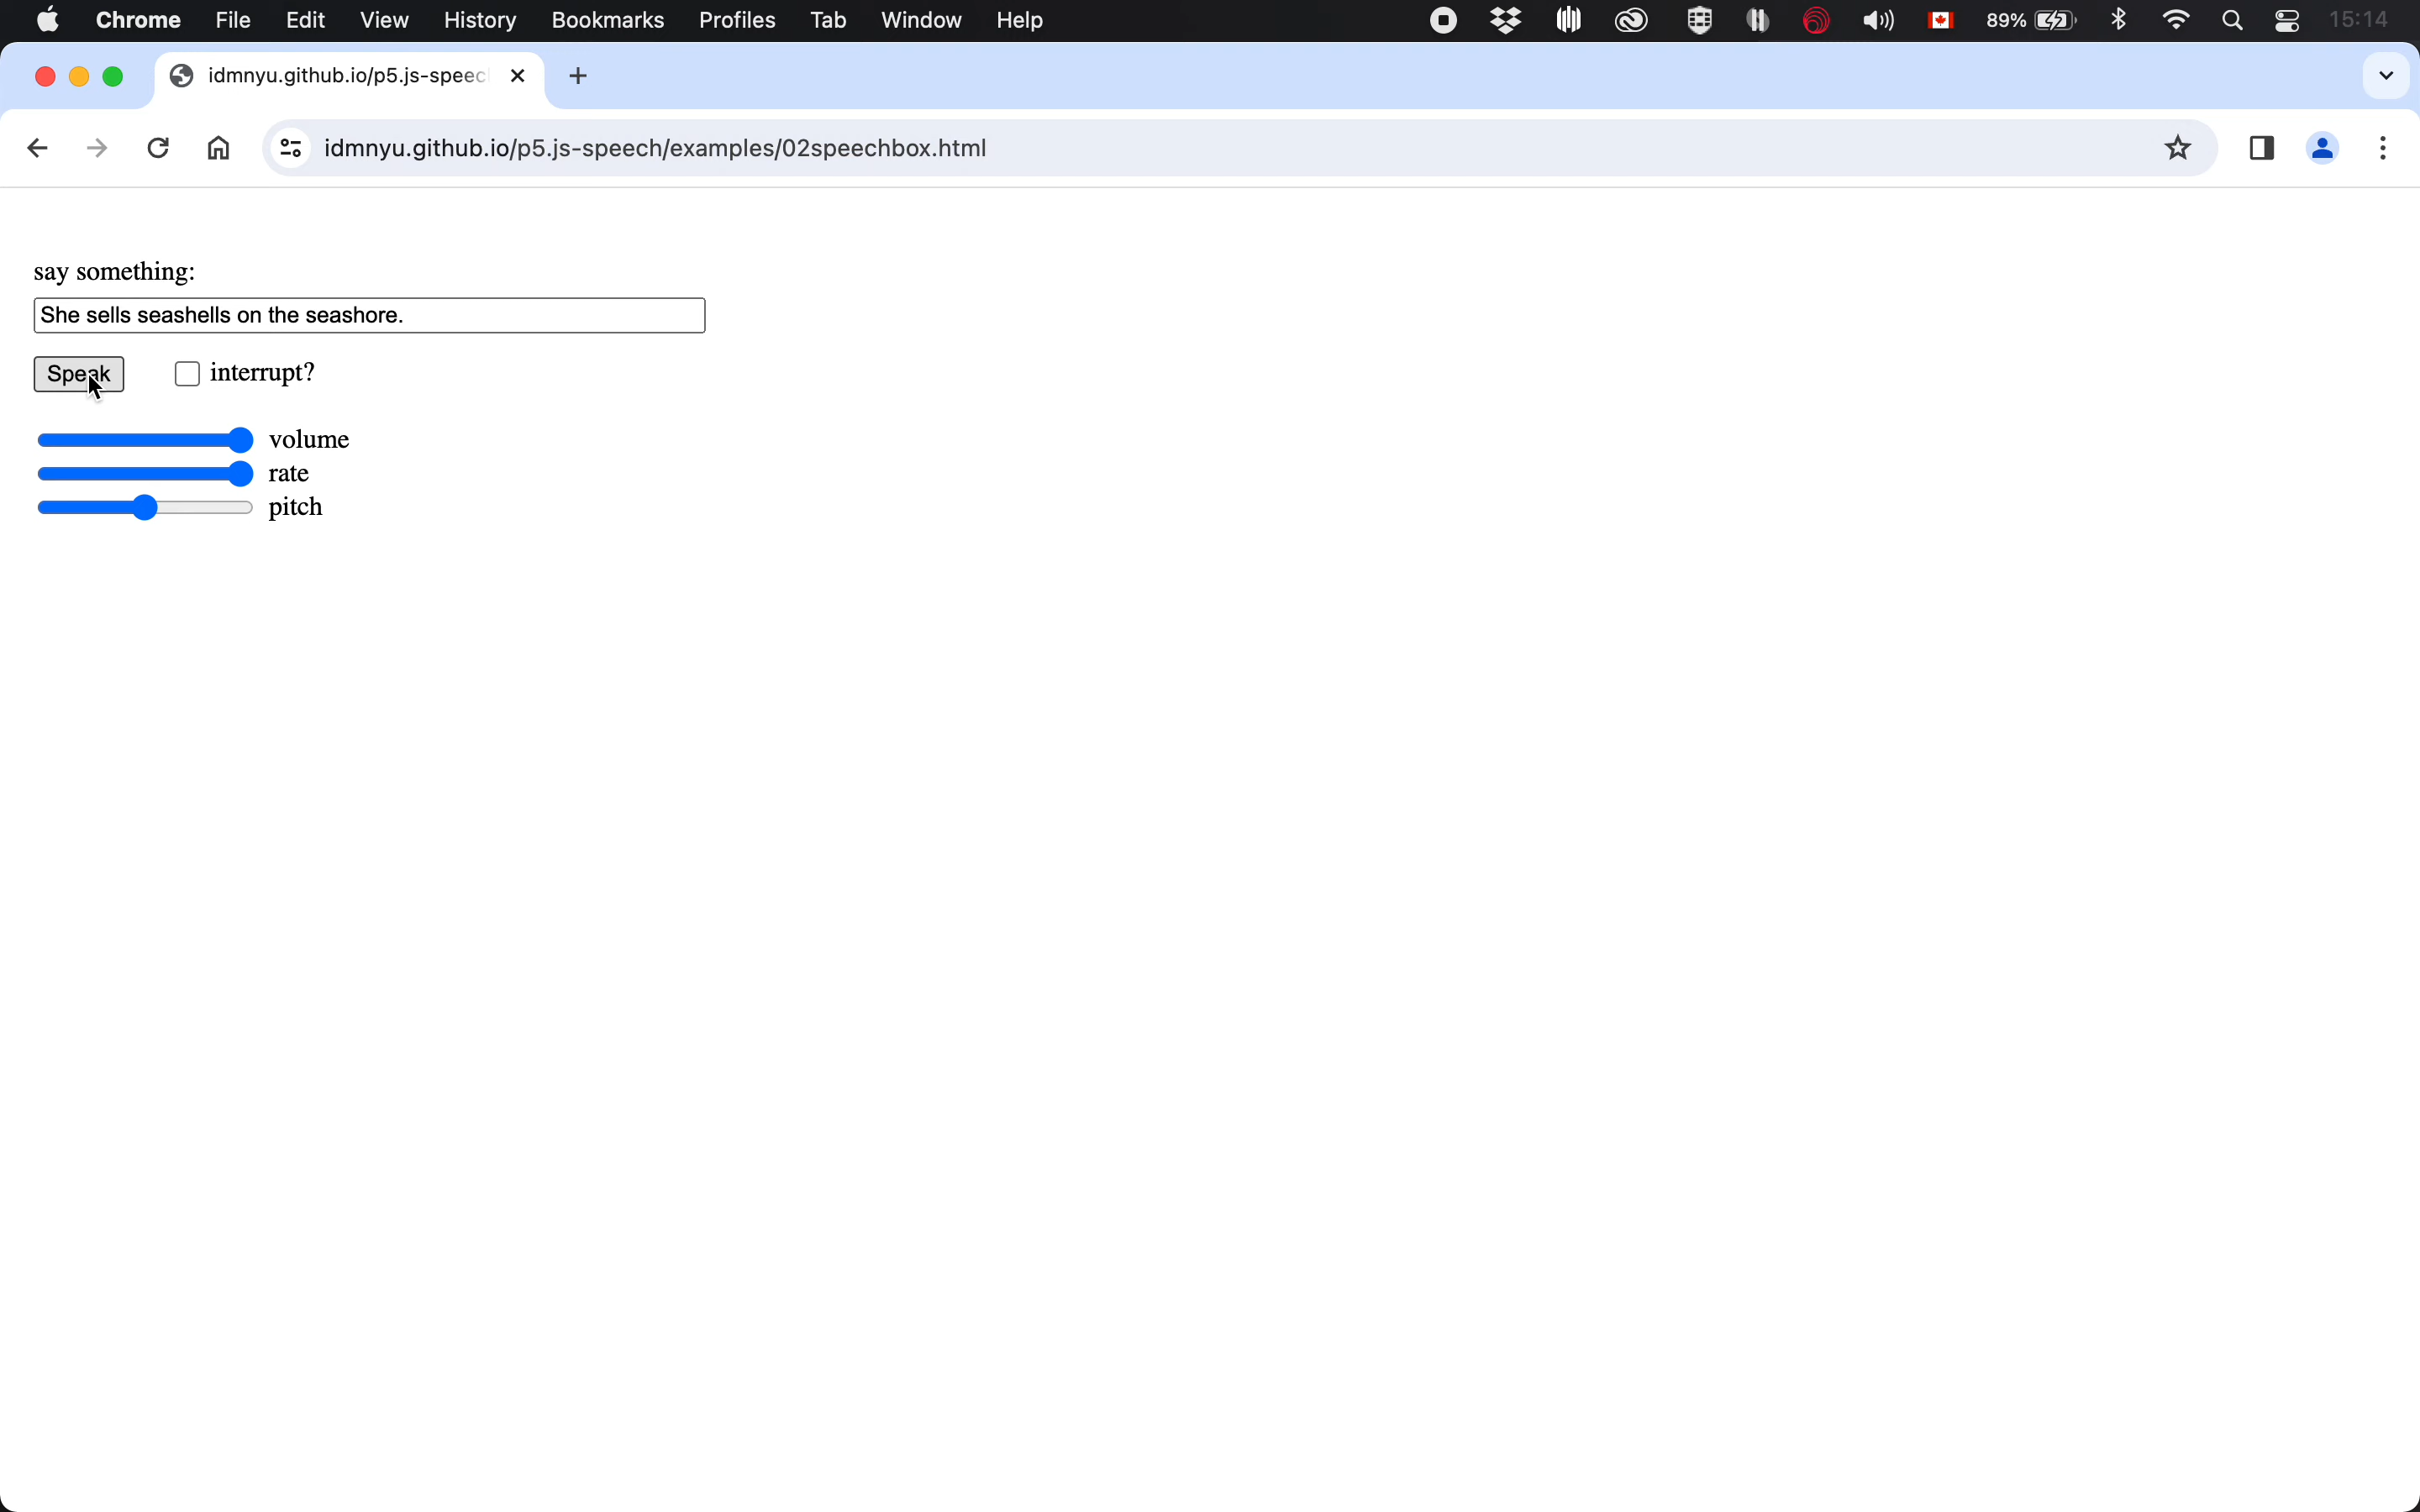 Chrome File Edit View History Bookmarks Profiles Tab Window Help 89% 15:14
idmnyu.github.io/p5.js-speec
idmnyu.github.io/p5.js-speech/examples/02speechbox.html
say something:
She sells seashells on the seashore.
Speak interrupt?
volume
rate
pitch